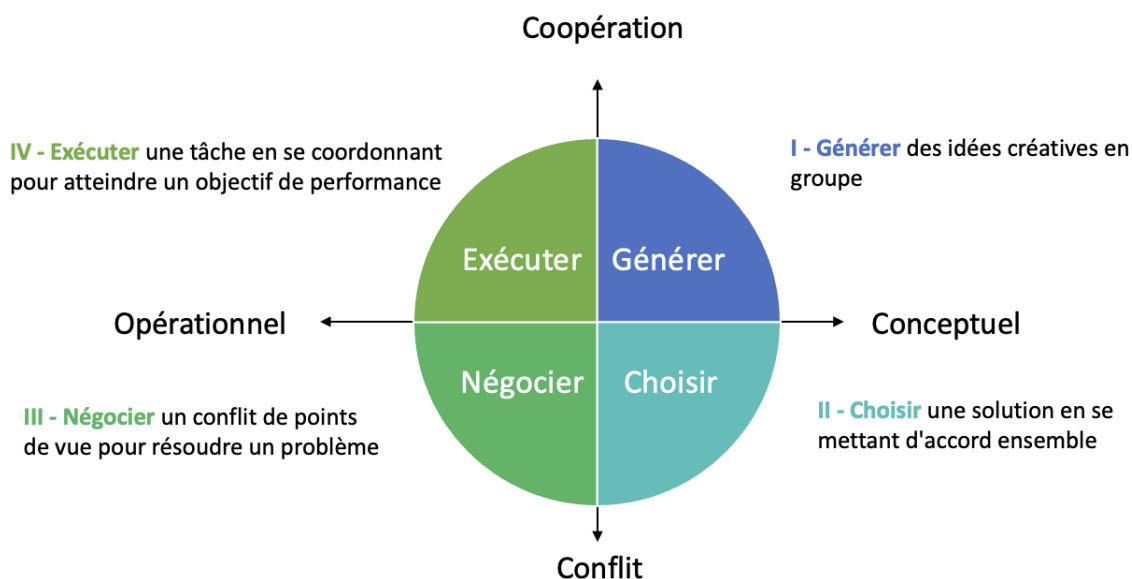 Coopération
IV - Exécuter une tâche en se coordonnant
pour atteindre un objectif de performance
I - Générer des idées créatives en
groupe
Exécuter
Générer
Opérationnel
Conceptuel
Négocier
Choisir
III - Négocier un conflit de points
de vue pour résoudre un problème
II - Choisir une solution en se
mettant d'accord ensemble
Conflit